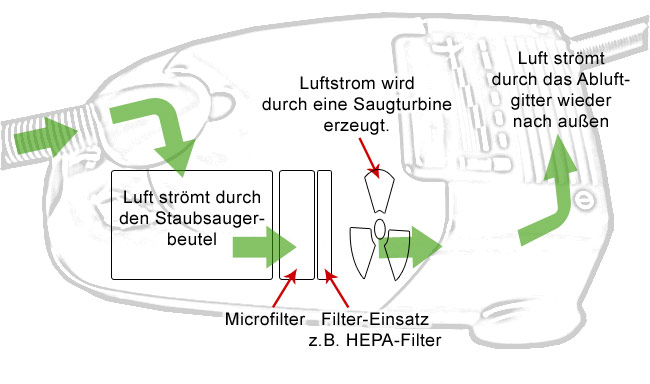 Luftstrom wird
durch eine Saugturbine
erzeugt.
Luft strömt
durch das Abluft-
gitter wieder
nach außen
Luft strömt durch
den Staubsauger-
beutel
Microfilter
Filter-Einsatz
z.B. HEPA-Filter